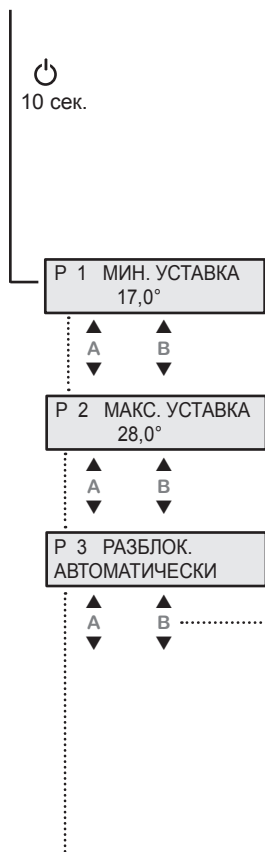 10 сек.
P 1 МИН. УСТАВКА
17,0°
A B
P 2 МАКС. УСТАВКА
28,0°
A B
P 3 РАЗБЛОК.
АВТОМАТИЧЕСКИ
A B